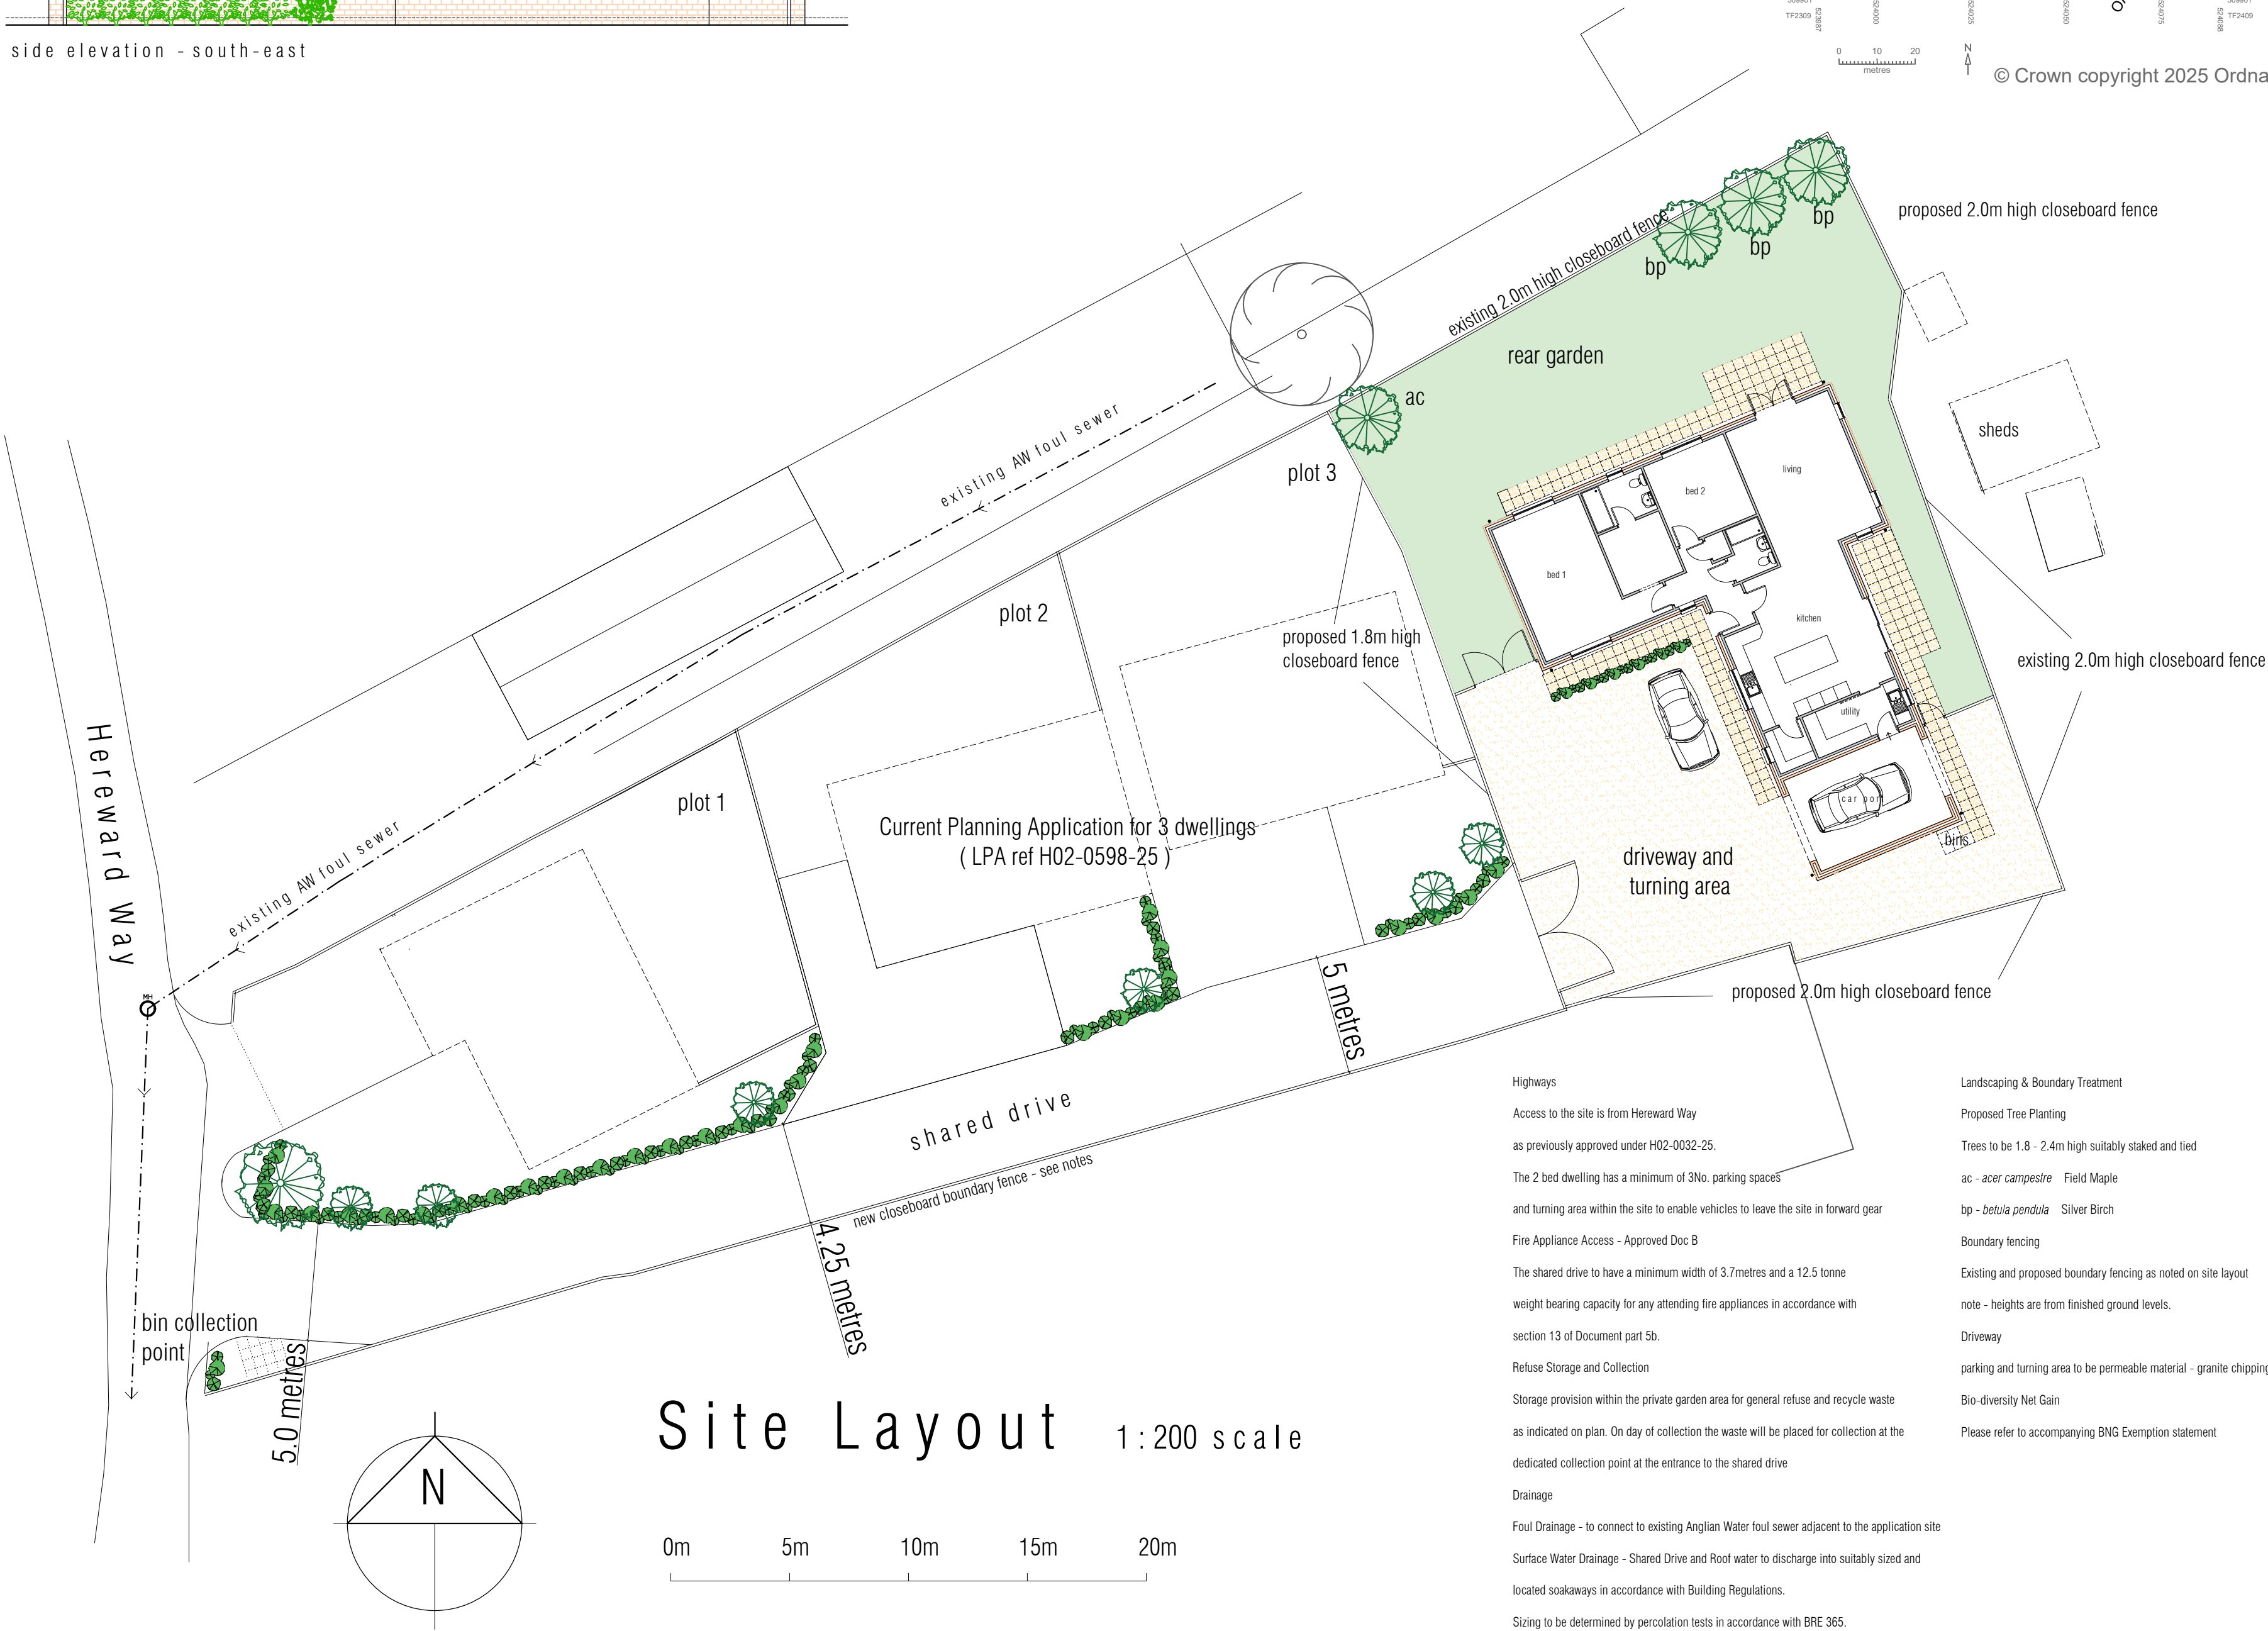 side elevation - south-east
TF2309
523987
524000
524025
524050
524075
524088
TF2409
0 10 20
metres
N
© Crown copyright 2025 Ordna
proposed 2.0m high closeboard fence
bp
bp
bp
existing 2.0m high closeboard fence
rear garden
ac
sheds
living
existing AW foul sewer
plot 3
bed 2
bed 1
plot 2
kitchen
proposed 1.8m high
closeboard fence
existing 2.0m high closeboard fence
utility
Hereward Way
plot 1
car port
Current Planning Application for 3 dwellings
( LPA ref H02-0598-25 )
bins
driveway and
turning area
existing AW foul sewer
MH
5 metres
proposed 2.0m high closeboard fence
shared drive
new closeboard boundary fence - see notes
4.25 metres
bin collection
point
5.0 metres
Site Layout 1:200 scale
N
0m 5m 10m 15m 20m
Highways
Access to the site is from Hereward Way
as previously approved under H02-0032-25.
The 2 bed dwelling has a minimum of 3No. parking spaces
and turning area within the site to enable vehicles to leave the site in forward gear
Fire Appliance Access - Approved Doc B
The shared drive to have a minimum width of 3.7metres and a 12.5 tonne
weight bearing capacity for any attending fire appliances in accordance with
section 13 of Document part 5b.
Refuse Storage and Collection
Storage provision within the private garden area for general refuse and recycle waste
as indicated on plan. On day of collection the waste will be placed for collection at the
dedicated collection point at the entrance to the shared drive
Drainage
Foul Drainage - to connect to existing Anglian Water foul sewer adjacent to the application site
Surface Water Drainage - Shared Drive and Roof water to discharge into suitably sized and
located soakaways in accordance with Building Regulations.
Sizing to be determined by percolation tests in accordance with BRE 365.
Landscaping & Boundary Treatment
Proposed Tree Planting
Trees to be 1.8 - 2.4m high suitably staked and tied
ac - acer campestre Field Maple
bp - betula pendula Silver Birch
Boundary fencing
Existing and proposed boundary fencing as noted on site layout
note - heights are from finished ground levels.
Driveway
parking and turning area to be permeable material - granite chipping
Bio-diversity Net Gain
Please refer to accompanying BNG Exemption statement